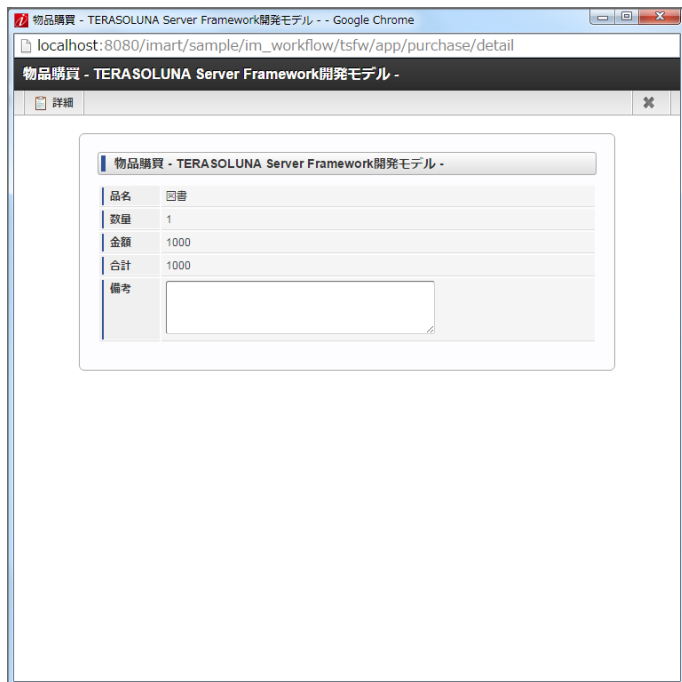 物品購買 - TERASOLUNA Server Framework開発モデル - - Google Chrome
localhost:8080/imart/sample/im_workflow/tsfw/app/purchase/detail
物品購買 - TERASOLUNA Server Framework開発モデル -
詳細
物品購買 - TERASOLUNA Server Framework開発モデル -
品名 図書
数量 1
金額 1000
合計 1000
備考